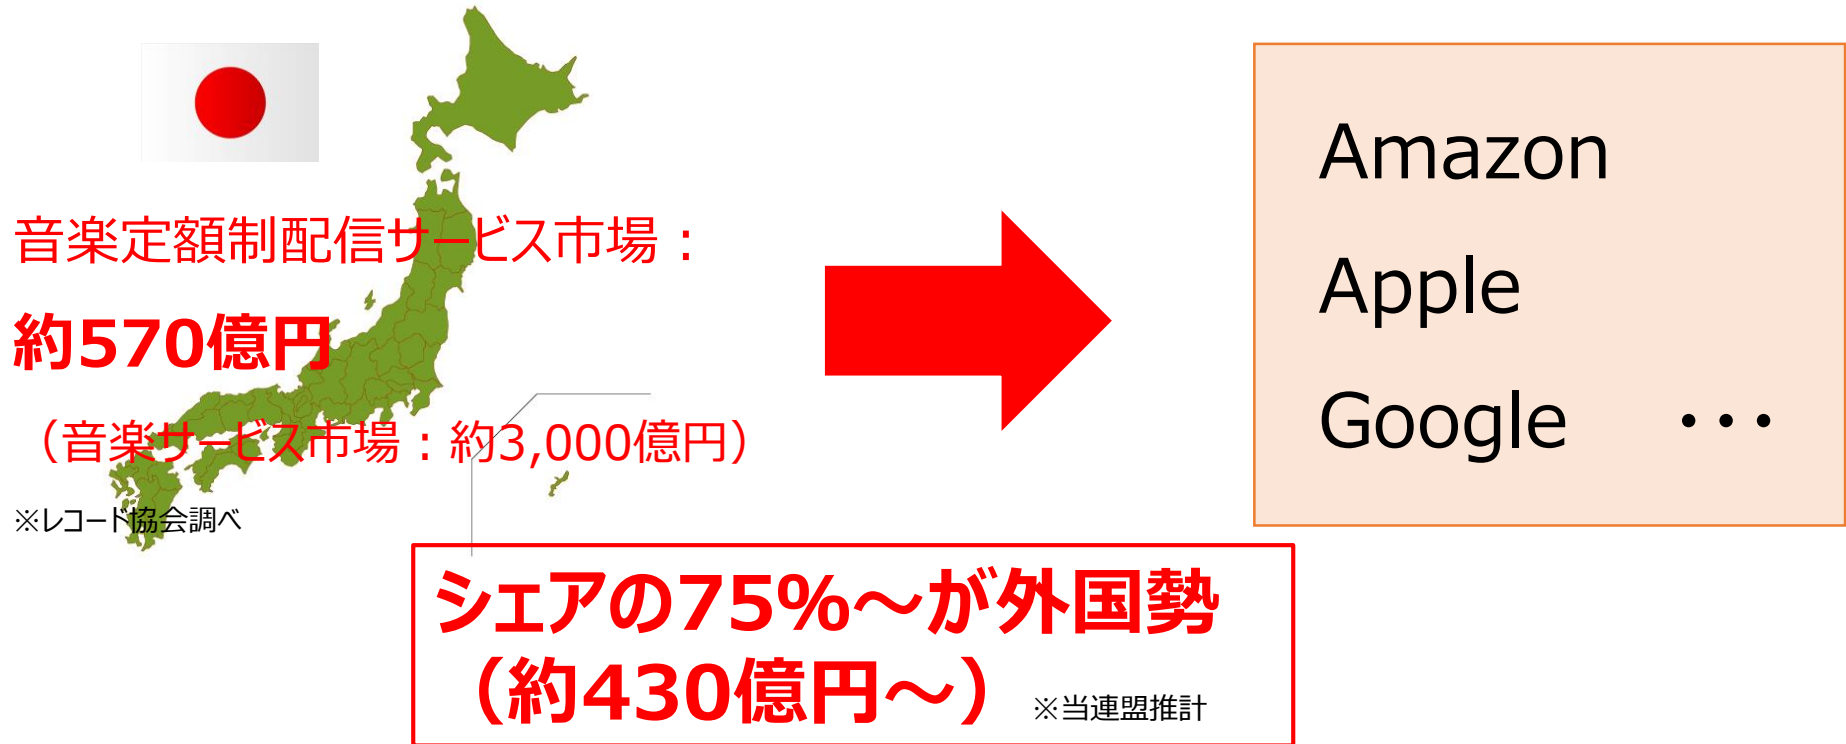 音楽定額制配信サービス市場：
約570億円
（音楽サービス市場：約3,000億円）
※レコード協会調べ
Amazon
Apple
Google ・・・
シェアの75%～が外国勢
（約430億円～）※当連盟推計